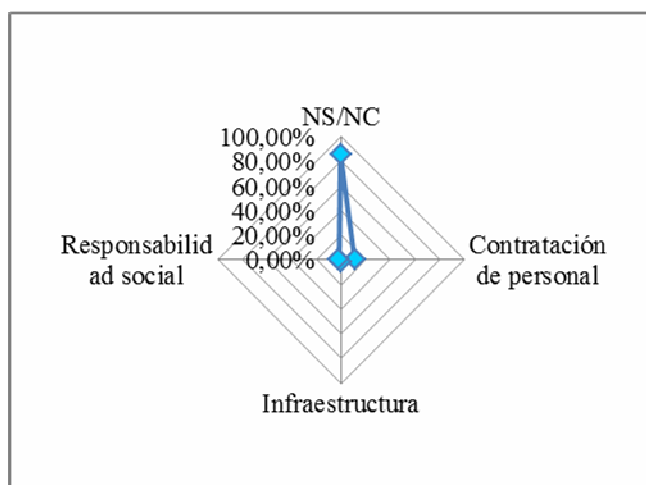 NS/NC
100,00%
80,00%
60,00%
40,00%
20,00%
0,00%
Responsabilid
ad social
Contratación
de personal
Infraestructura